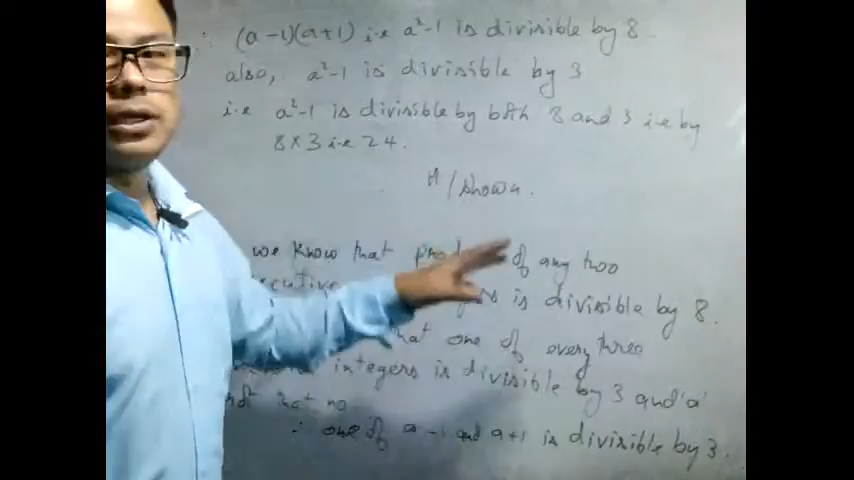 ∴ (a-1)(a+1) i.e a²-1 is divisible by 8.
also, a²-1 is divisible by 3
i.e a²-1 is divisible by both 8 and 3 i.e by
8×3 i.e 24.
H/shown.
we know that of any two
is divisible by 8.
that one of every three
integers is divisible by 3 and 'a'
∴ one of a-1 and a+1 is divisible by 3.